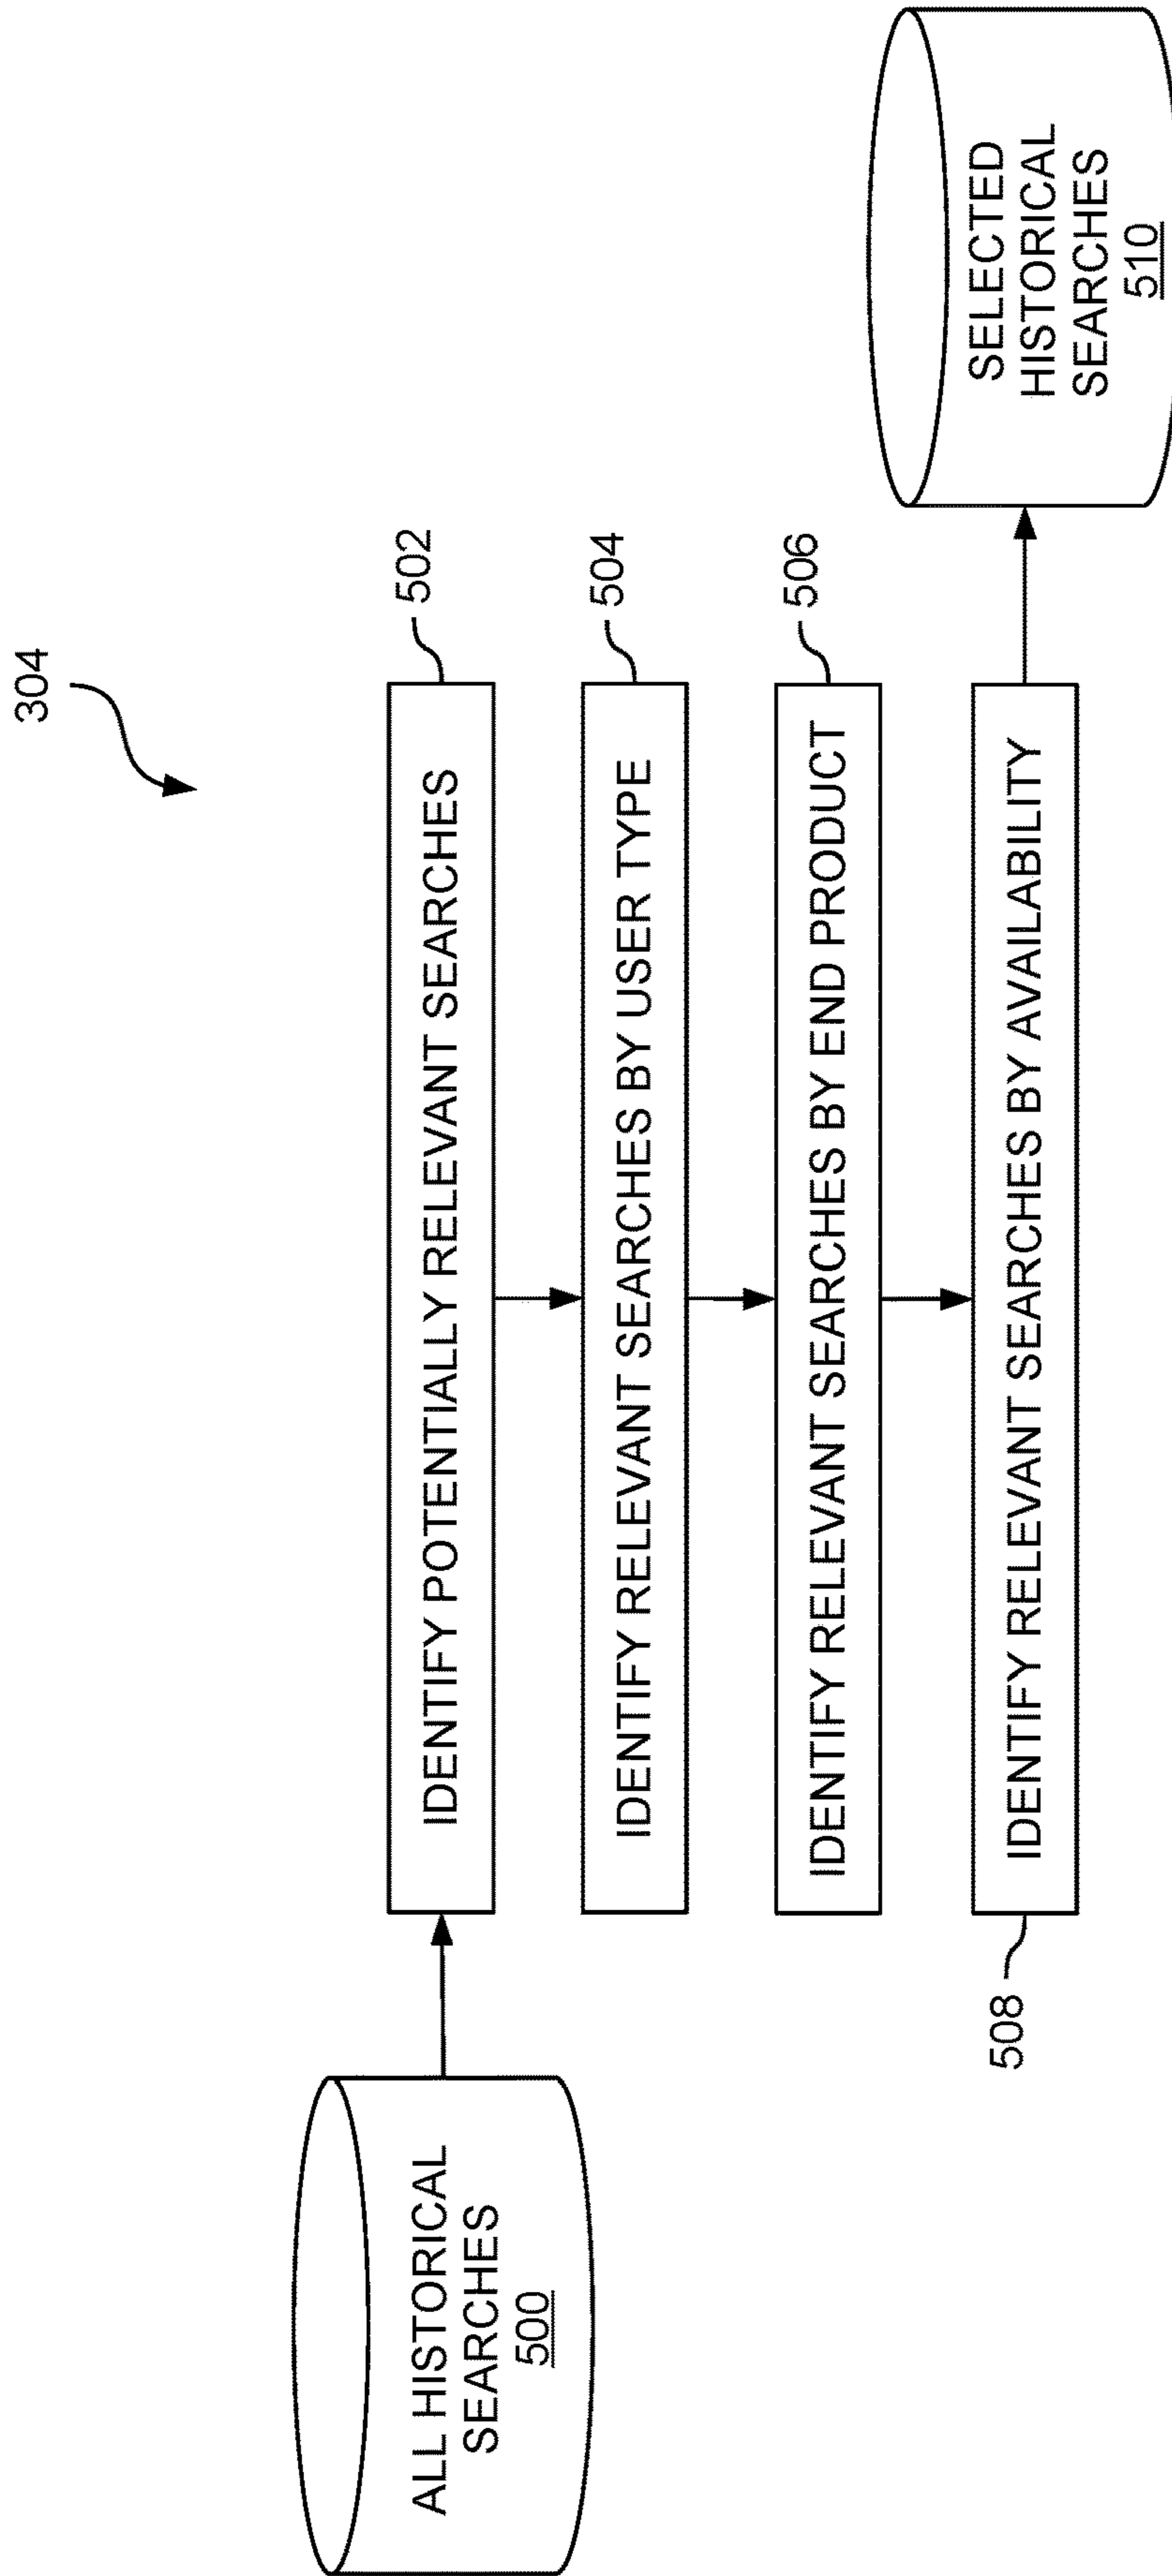 304
ALL HISTORICAL
SEARCHES
500
IDENTIFY POTENTIALLY RELEVANT SEARCHES
502
IDENTIFY RELEVANT SEARCHES BY USER TYPE
504
IDENTIFY RELEVANT SEARCHES BY END PRODUCT
506
508
IDENTIFY RELEVANT SEARCHES BY AVAILABILITY
SELECTED
HISTORICAL
SEARCHES
510